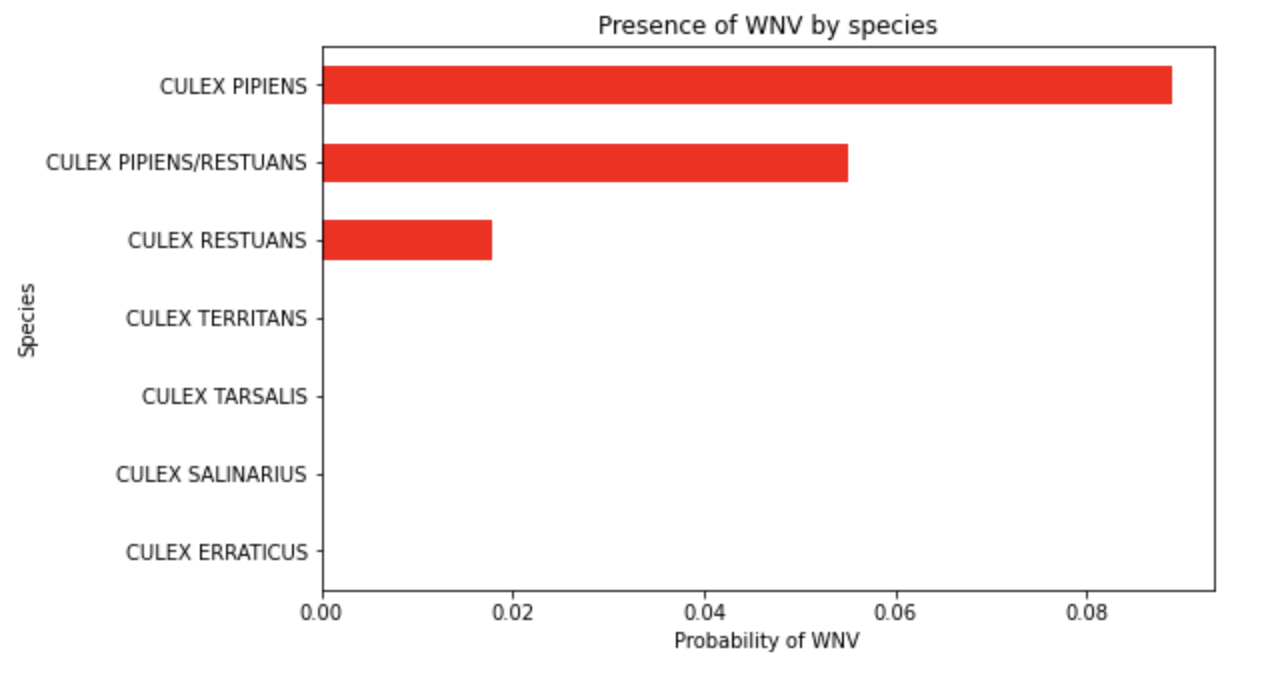 Presence of WNV by species
CULEX PIPIENS
CULEX PIPIENS/RESTUANS
CULEX RESTUANS
CULEX TERRITANS
CULEX TARSALIS
CULEX SALINARIUS
CULEX ERRATICUS
Species
0.00 0.02 0.04 0.06 0.08
Probability of WNV